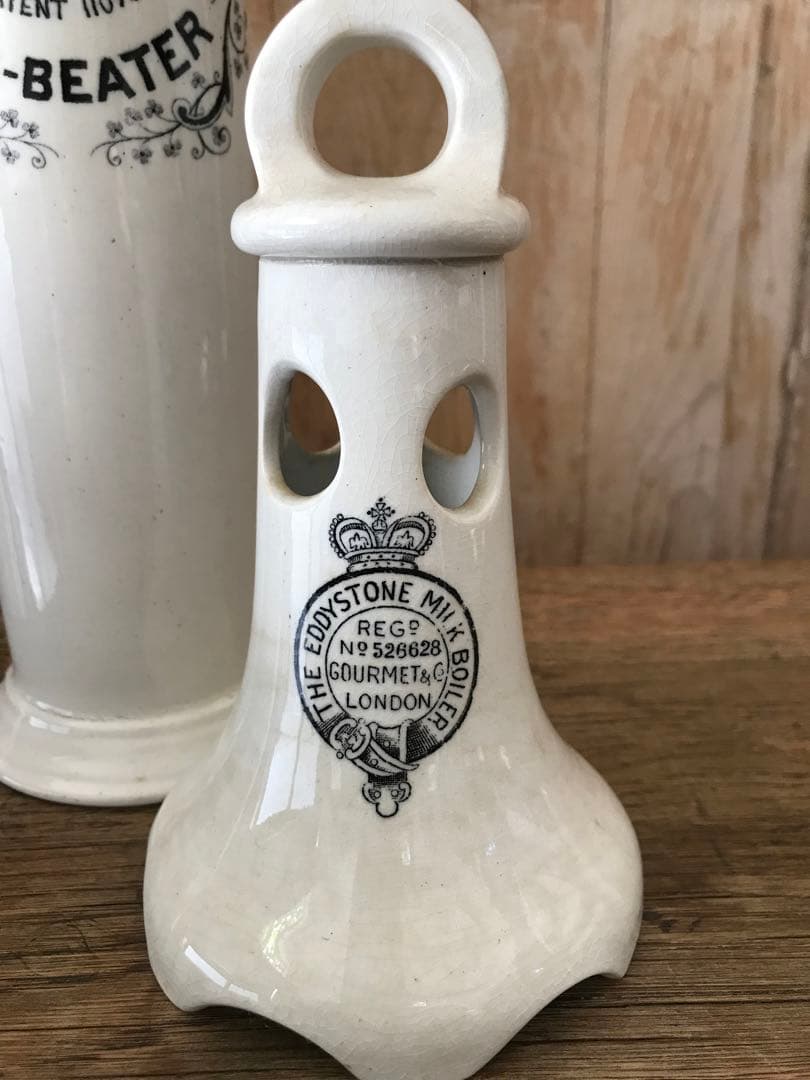 -BEATER
THE EDDYSTONE MILK BOILER
REGD
No 526628
GOURMET & Co
LONDON